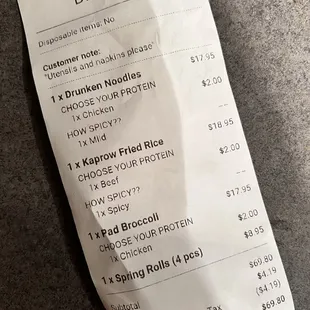 Disposable items: No
Customer note:
"Utensils and napkins please"
1 x Drunken Noodles $17.95
CHOOSE YOUR PROTEIN $2.00
1x Chicken
HOW SPICY?? --
1x Mild
1 x Kaprow Fried Rice $18.95
CHOOSE YOUR PROTEIN $2.00
1x Beef
HOW SPICY?? --
1x Spicy
1 x Pad Broccoli $17.95
CHOOSE YOUR PROTEIN $2.00
1x Chicken
1 x Spring Rolls (4 pcs) $8.95
Subtotal $69.80
Tax $4.19
($4.19)
$69.80